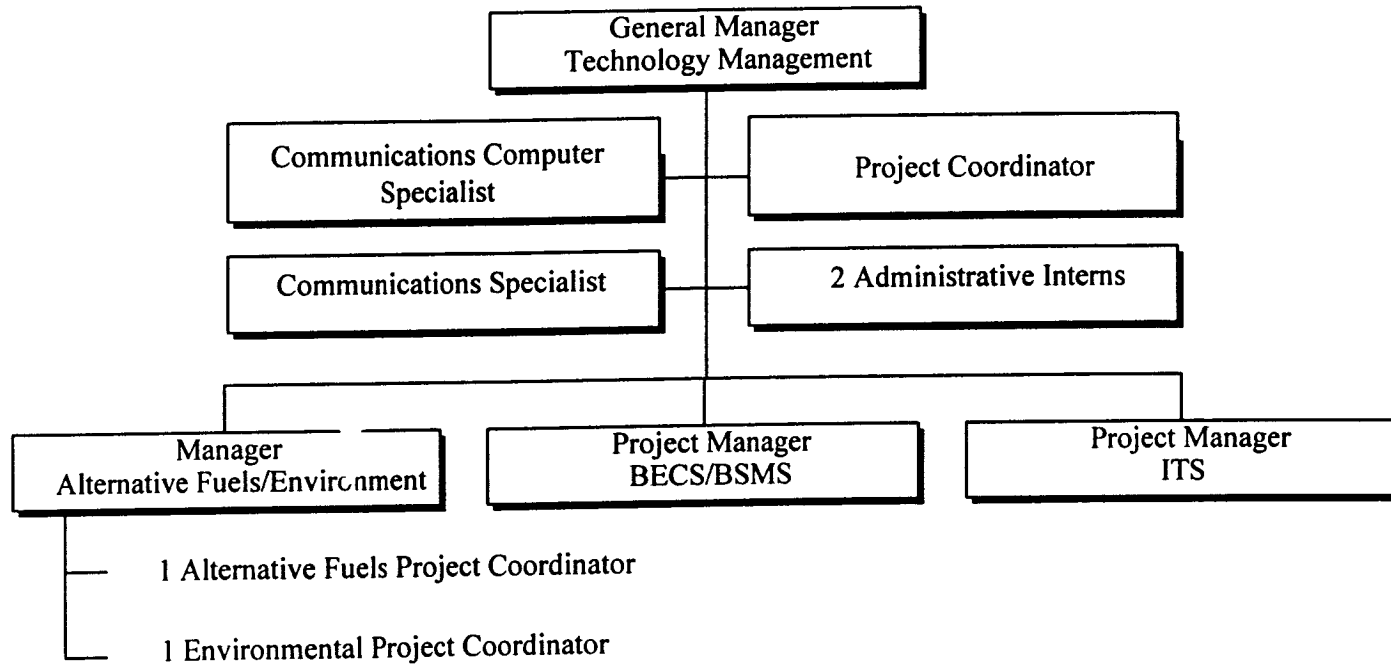 General Manager
Technology Management
Communications Computer
Specialist
Project Coordinator
Communications Specialist
2 Administrative Interns
Manager
Alternative Fuels/Environment
Project Manager
BECS/BSMS
Project Manager
ITS
1 Alternative Fuels Project Coordinator
1 Environmental Project Coordinator